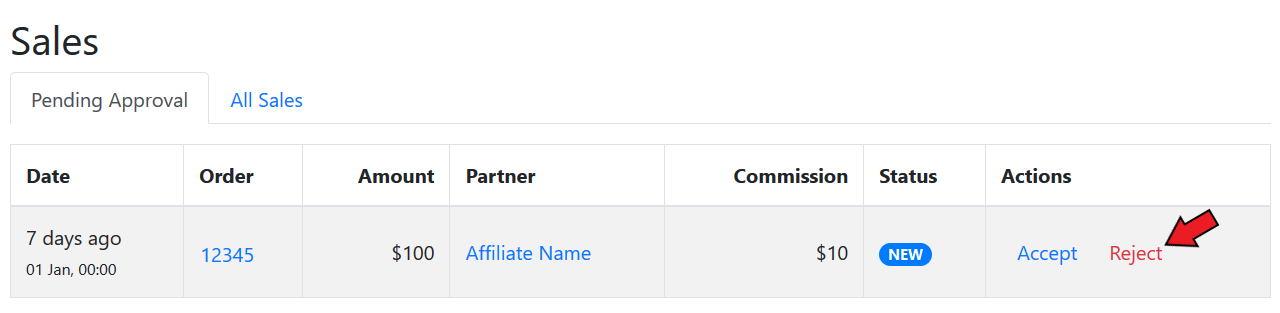 Sales
Pending Approval All Sales
Date Order Amount Partner Commission Status Actions
7 days ago 12345 $100 Affiliate Name $10 NEW Accept Reject
01 Jan, 00:00